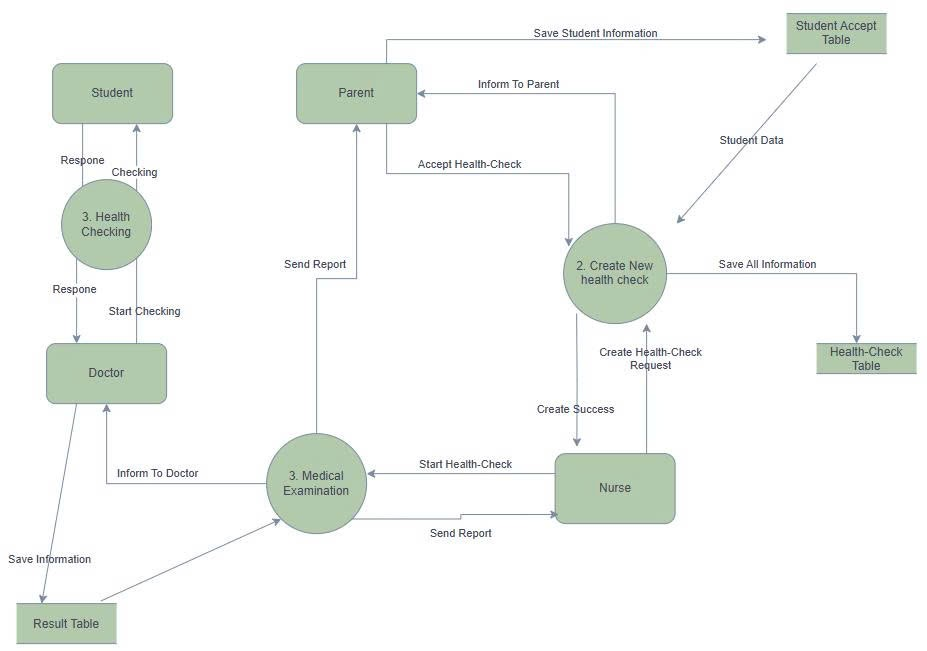 Student Accept
Table
Save Student Information
Student
Parent
Inform To Parent
Student Data
Respone
Checking
Accept Health-Check
3. Health
Checking
Send Report
2. Create New
health check
Save All Information
Respone
Start Checking
Create Health-Check
Request
Health-Check
Table
Doctor
Create Success
Inform To Doctor
3. Medical
Examination
Start Health-Check
Nurse
Send Report
Save Information
Result Table